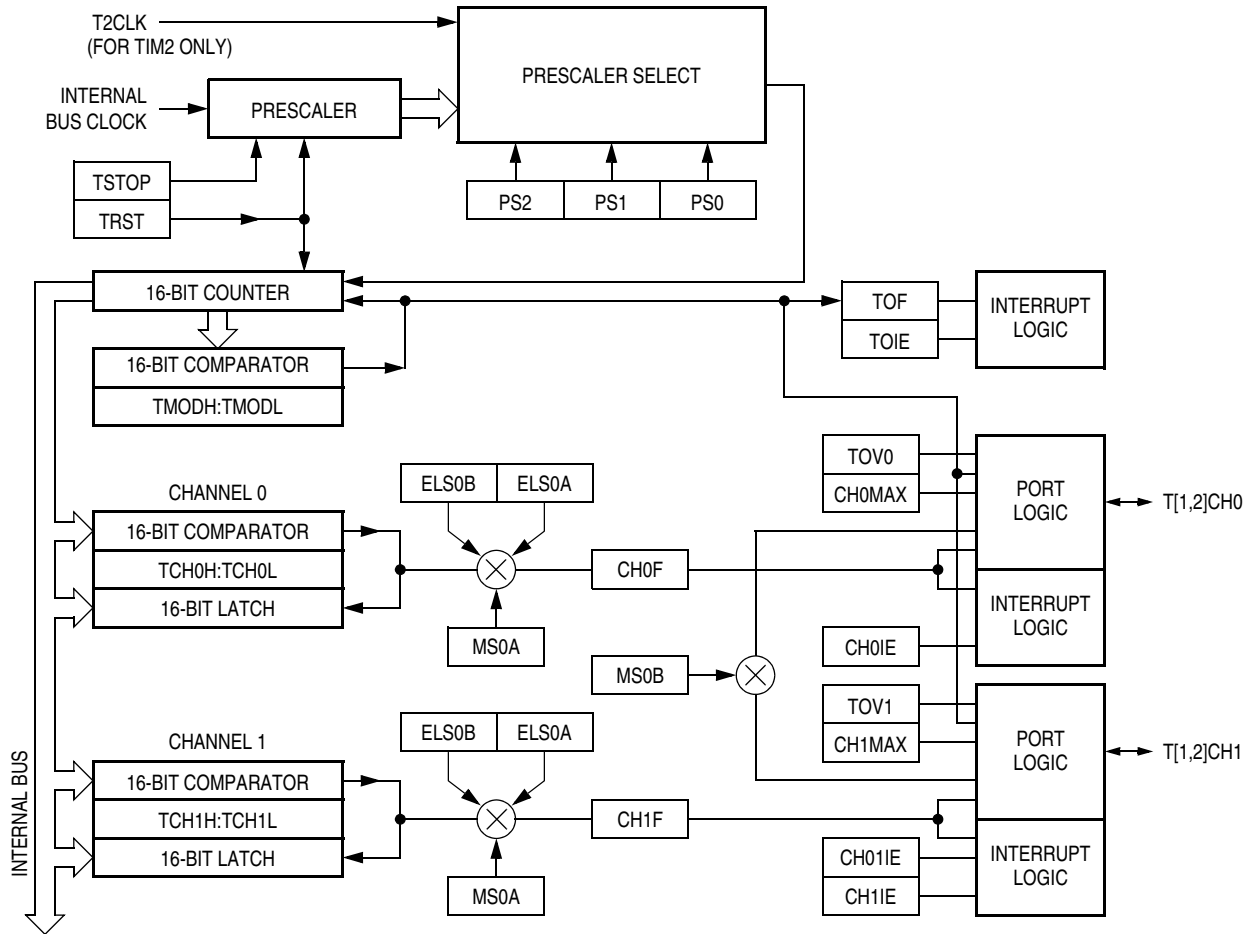 T2CLK
(FOR TIM2 ONLY)
PRESCALER SELECT
INTERNAL
BUS CLOCK
PRESCALER
TSTOP
TRST
PS2
PS1
PS0
16-BIT COUNTER
TOF
TOIE
INTERRUPT
LOGIC
16-BIT COMPARATOR
TMODH:TMODL
TOV0
CH0MAX
PORT
LOGIC
T[1,2]CH0
CHANNEL 0
ELS0B
ELS0A
16-BIT COMPARATOR
TCH0H:TCH0L
16-BIT LATCH
CH0F
MS0A
INTERRUPT
LOGIC
CH0IE
MS0B
TOV1
CH1MAX
PORT
LOGIC
T[1,2]CH1
CHANNEL 1
ELS0B
ELS0A
16-BIT COMPARATOR
TCH1H:TCH1L
16-BIT LATCH
CH1F
MS0A
CH01IE
CH1IE
INTERRUPT
LOGIC
INTERNAL BUS